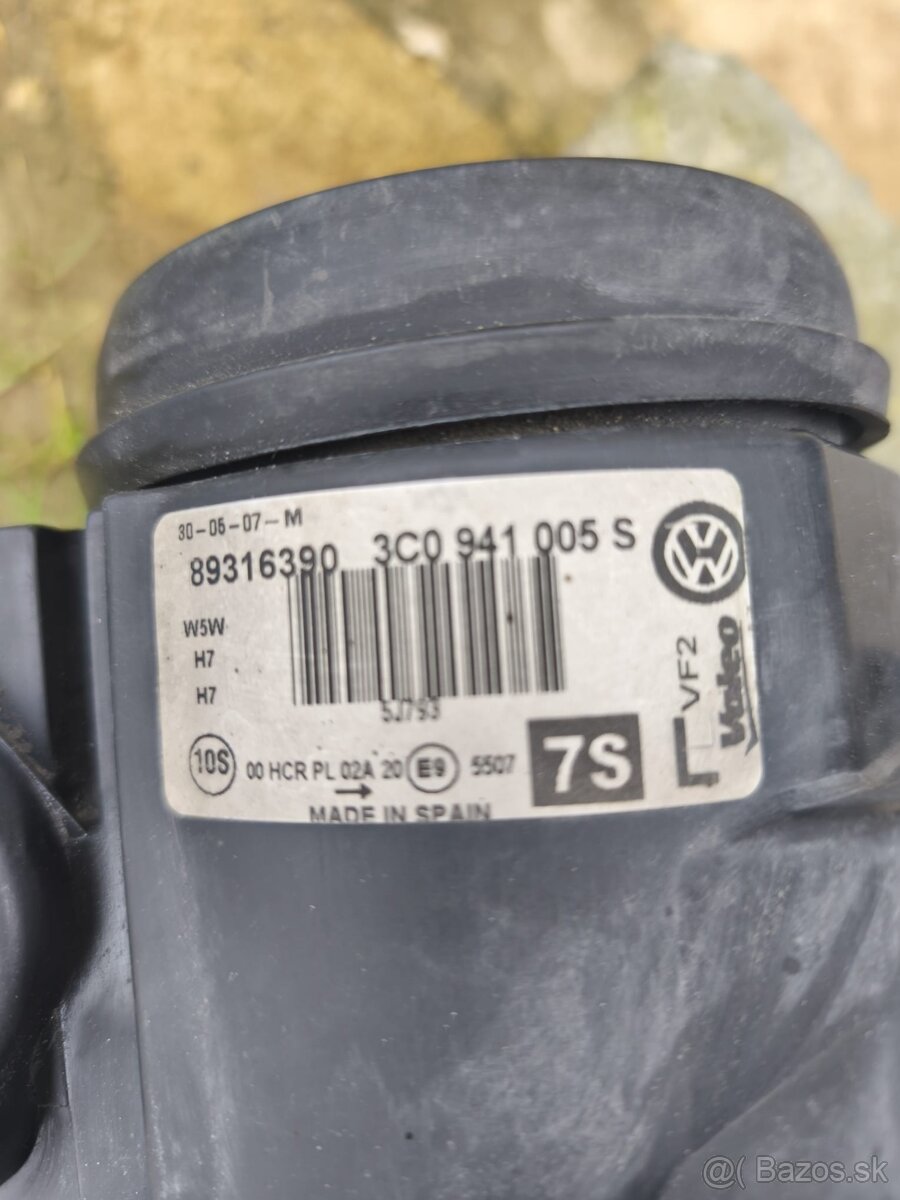 30-05-07-M
89316390 3C0 941 005 S
W5W
H7
H7
5J793
10S 00 HCR PL 02A 20 E9 5507 7S
MADE IN SPAIN
VF2
Valeo
@( Bazos.sk